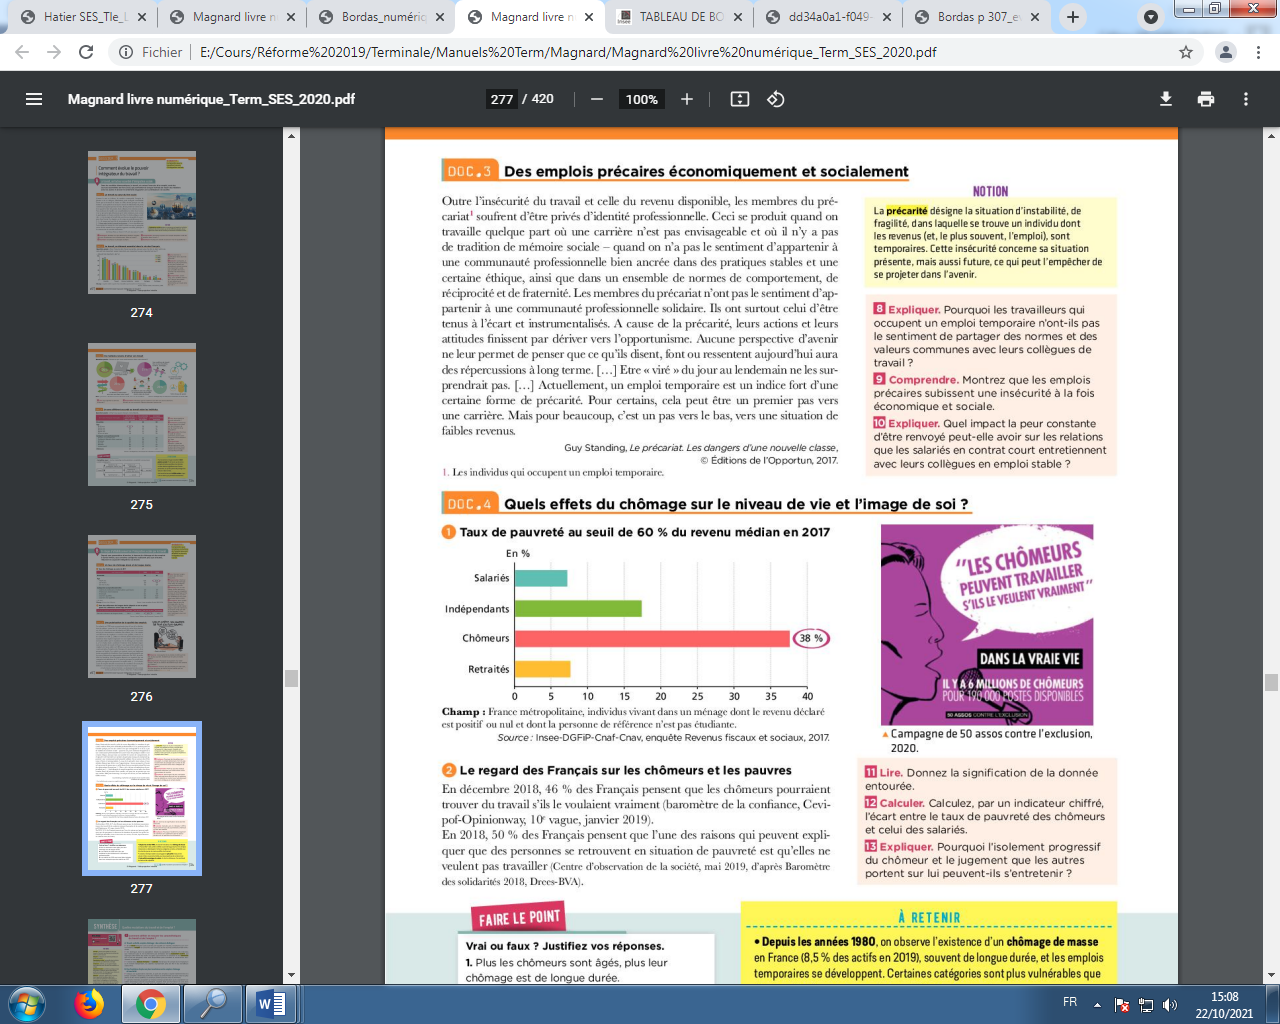 Hatier SES_Tle_L
Magnard livre n
Bordas_numériq
Magnard livre n
TABLEAU DE BO
dd34a0a1-f049-
Bordas p 307_e
Fichier
E:/Cours/Réforme%202019/Terminale/Manuels%20Term/Magnard/Magnard%20livre%20numérique_Term_SES_2020.pdf
Magnard livre numérique_Term_SES_2020.pdf
277 / 420
100%
274
275
276
277
DOC.3 Des emplois précaires économiquement et socialement
Outre l'insécurité du travail et celle du revenu disponible, les membres du pré-
cariat¹ souffrent d'être privés d'identité professionnelle. Ceci se produit quand on
travaille quelque part où une carrière n'est pas envisageable et où il n'y a pas
de tradition de mémoire sociale – quand on n'a pas le sentiment d'appartenir à
une communauté professionnelle bien ancrée dans des pratiques stables et une
certaine éthique, ainsi que dans un ensemble de normes de comportement, de
réciprocité et de fraternité. Les membres du précariat n'ont pas le sentiment d'ap-
partenir à une communauté professionnelle solidaire. Ils ont surtout celui d'être
tenus à l'écart et instrumentalisés. A cause de la précarité, leurs actions et leurs
attitudes finissent par dériver vers l'opportunisme. Aucune perspective d'avenir
ne leur permet de penser que ce qu'ils disent, font ou ressentent aujourd'hui aura
des répercussions à long terme. […] Etre « viré » du jour au lendemain ne les sur-
prendrait pas. […] Actuellement, un emploi temporaire est un indice fort d'une
certaine forme de précarité. Pour certains, cela peut être un premier pas vers
une carrière. Mais pour beaucoup, c'est un pas vers le bas, vers une situation de
faibles revenus.
Guy Standing, Le précariat. Les dangers d'une nouvelle classe,
© Éditions de l'Opportun, 2017.
1. Les individus qui occupent un emploi temporaire.
NOTION
La précarité désigne la situation d'instabilité, de
fragilité, dans laquelle se trouve un individu dont
les revenus (et, le plus souvent, l'emploi), sont
temporaires. Cette insécurité concerne sa situation
présente, mais aussi future, ce qui peut l'empêcher de
se projeter dans l'avenir.
8 Expliquer. Pourquoi les travailleurs qui
occupent un emploi temporaire n'ont-ils pas
le sentiment de partager des normes et des
valeurs communes avec leurs collègues de
travail ?
9 Comprendre. Montrez que les emplois
précaires subissent une insécurité à la fois
économique et sociale.
10 Expliquer. Quel impact la peur constante
d'être renvoyé peut-elle avoir sur les relations
que les salariés en contrat court entretiennent
avec leurs collègues en emploi stable ?
DOC.4 Quels effets du chômage sur le niveau de vie et l'image de soi ?
1 Taux de pauvreté au seuil de 60 % du revenu médian en 2017
En %
Salariés
Indépendants
Chômeurs
38 %
Retraités
0 5 10 15 20 25 30 35 40
Champ : France métropolitaine, individus vivant dans un ménage dont le revenu déclaré
est positif ou nul et dont la personne de référence n'est pas étudiante.
Source : Insee-DGFiP-Cnaf-Cnav, enquête Revenus fiscaux et sociaux, 2017.
"LES CHÔMEURS
PEUVENT TRAVAILLER
S'ILS LE VEULENT VRAIMENT"
DANS LA VRAIE VIE
IL Y A 6 MILLIONS DE CHÔMEURS
POUR 190 000 POSTES DISPONIBLES
50 ASSOS CONTRE L'EXCLUSION
▲ Campagne de 50 assos contre l'exclusion,
2020.
2 Le regard des Français sur les chômeurs et les pauvres
En décembre 2018, 46 % des Français pensent que les chômeurs pourraient
trouver du travail s'ils le voulaient vraiment (baromètre de la confiance, Cevi-
pof-Opinionway, 10e vague, janvier 2019).
En 2018, 50 % des Français pensent que l'une des raisons qui peuvent expli-
quer que des personnes se retrouvent en situation de pauvreté est qu'elles ne
veulent pas travailler (Centre d'observation de la société, mai 2019, d'après Baromètre
des solidarités 2018, Drees-BVA).
11 Lire. Donnez la signification de la donnée
entourée.
12 Calculer. Calculez, par un indicateur chiffré,
l'écart entre le taux de pauvreté des chômeurs
et celui des salariés.
13 Expliquer. Pourquoi l'isolement progressif
du chômeur et le jugement que les autres
portent sur lui peuvent-ils s'entretenir ?
FAIRE LE POINT
Vrai ou faux ? Justifiez vos réponses.
1. Plus les chômeurs sont âgés, plus leur
chômage est de longue durée.
À RETENIR
• Depuis les années 1980, on observe l'existence d'un chômage de masse
en France (8,5 % des actifs en 2019), souvent de longue durée, et les emplois
temporaires se développent. Certaines catégories sont plus vulnérables que
FR
15:08
22/10/2021